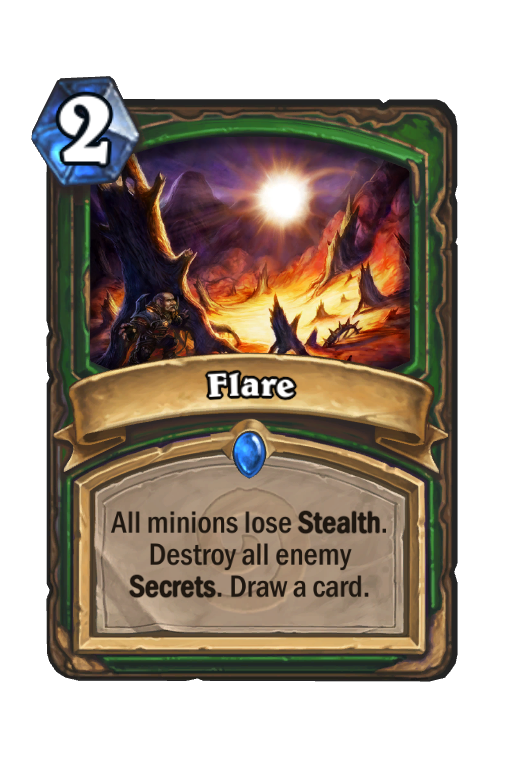 2
Flare
All minions lose Stealth.
Destroy all enemy
Secrets. Draw a card.